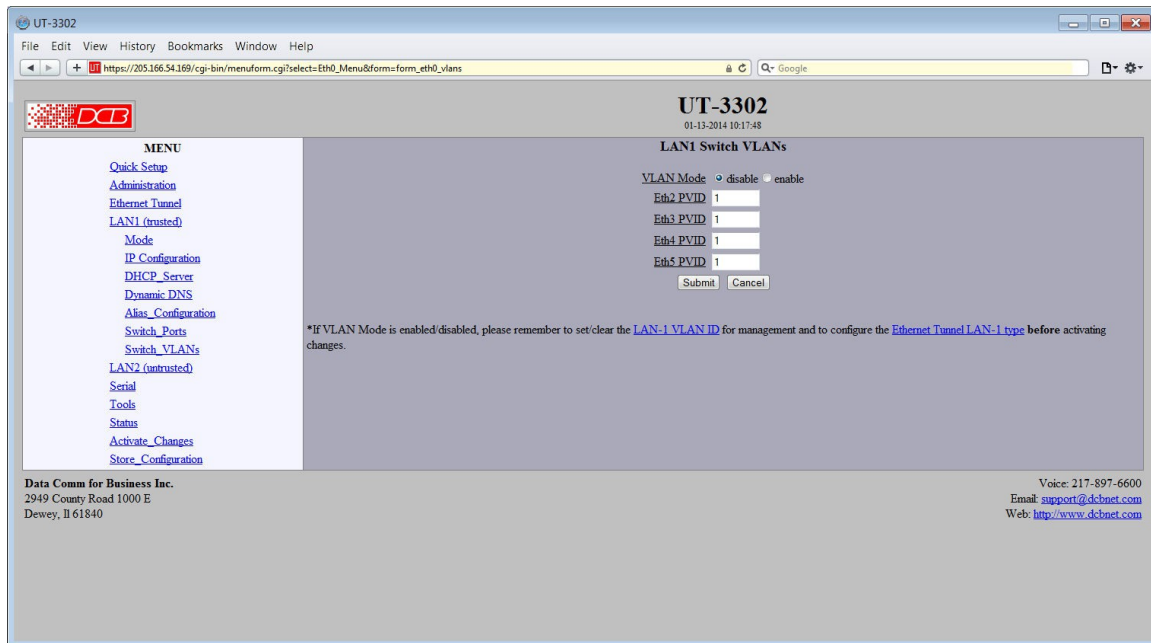 UT-3302
File Edit View History Bookmarks Window Help
UT https://205.166.54.169/cgi-bin/menuform.cgi?select=Eth0_Menu&form=form_eth0_vlans
Google
DCB
UT-3302
01-13-2014 10:17:48
MENU
Quick Setup
Administration
Ethernet Tunnel
LAN1 (trusted)
Mode
IP Configuration
DHCP_Server
Dynamic DNS
Alias_Configuration
Switch_Ports
Switch_VLANs
LAN2 (untrusted)
Serial
Tools
Status
Activate_Changes
Store_Configuration
LAN1 Switch VLANs
VLAN Mode disable enable
Eth2 PVID 1
Eth3 PVID 1
Eth4 PVID 1
Eth5 PVID 1
Submit Cancel
*If VLAN Mode is enabled/disabled, please remember to set/clear the LAN-1 VLAN ID for management and to configure the Ethernet Tunnel LAN-1 type before activating
changes.
Data Comm for Business Inc.
2949 County Road 1000 E
Dewey, Il 61840
Voice: 217-897-6600
Email: support@dcbnet.com
Web: http://www.dcbnet.com